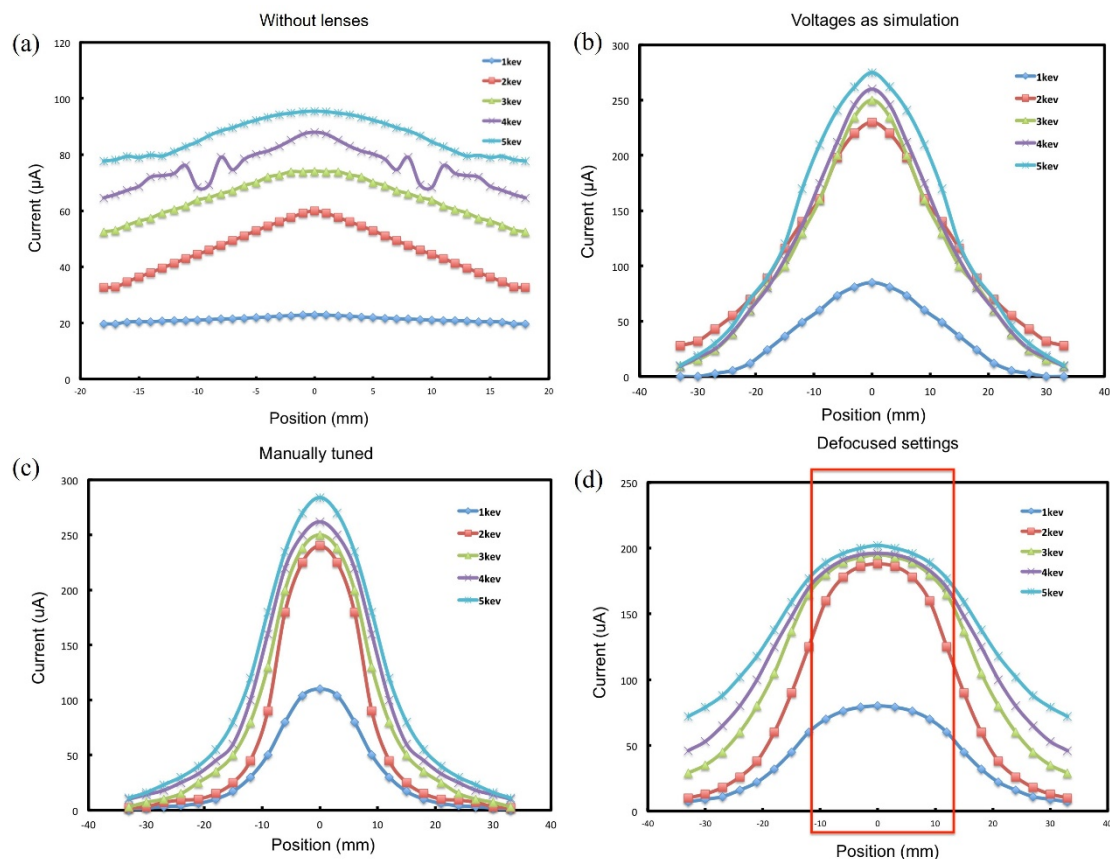 Without lenses
(a)
120
100
80
60
40
20
0
-20 -15 -10 -5 0 5 10 15 20
Current (μA)
Position (mm)
1kev
2kev
3kev
4kev
5kev
Voltages as simulation
(b)
300
250
200
150
100
50
0
-40 -30 -20 -10 0 10 20 30 40
Current (μA)
Position (mm)
1kev
2kev
3kev
4kev
5kev
Manually tuned
(c)
300
250
200
150
100
50
0
-40 -30 -20 -10 0 10 20 30 40
Current (uA)
Position (mm)
1kev
2kev
3kev
4kev
5kev
Defocused settings
(d)
250
200
150
100
50
0
-40 -30 -20 -10 0 10 20 30 40
Current (uA)
Position (mm)
1kev
2kev
3kev
4kev
5kev